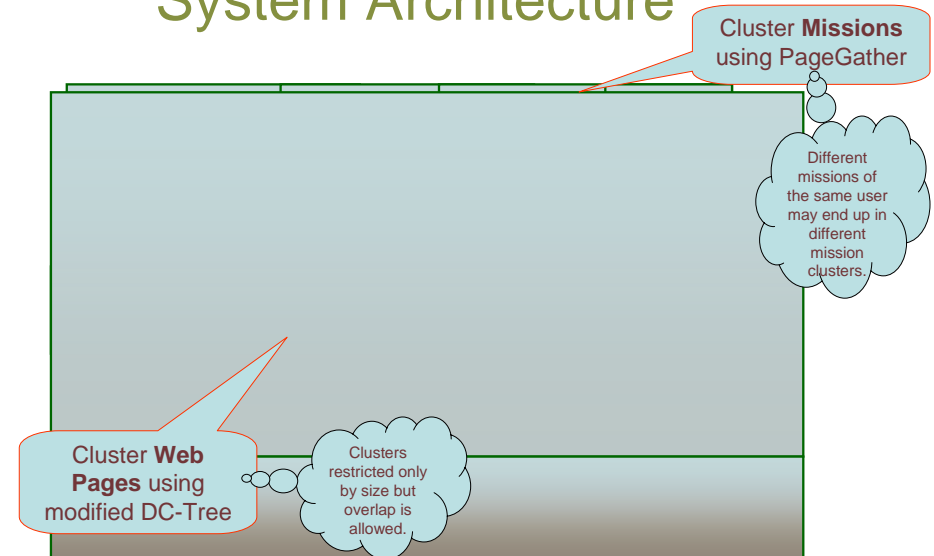 System Architecture
Cluster Missions
using PageGather
Different
missions of
the same user
may end up in
different
mission
clusters.
Cluster Web
Pages using
modified DC-Tree
Clusters
restricted only
by size but
overlap is
allowed.